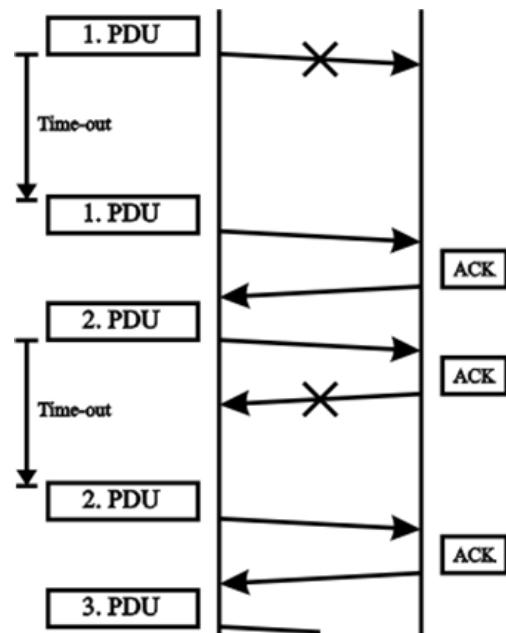 1. PDU
Time-out
1. PDU
ACK
2. PDU
ACK
Time-out
2. PDU
ACK
3. PDU